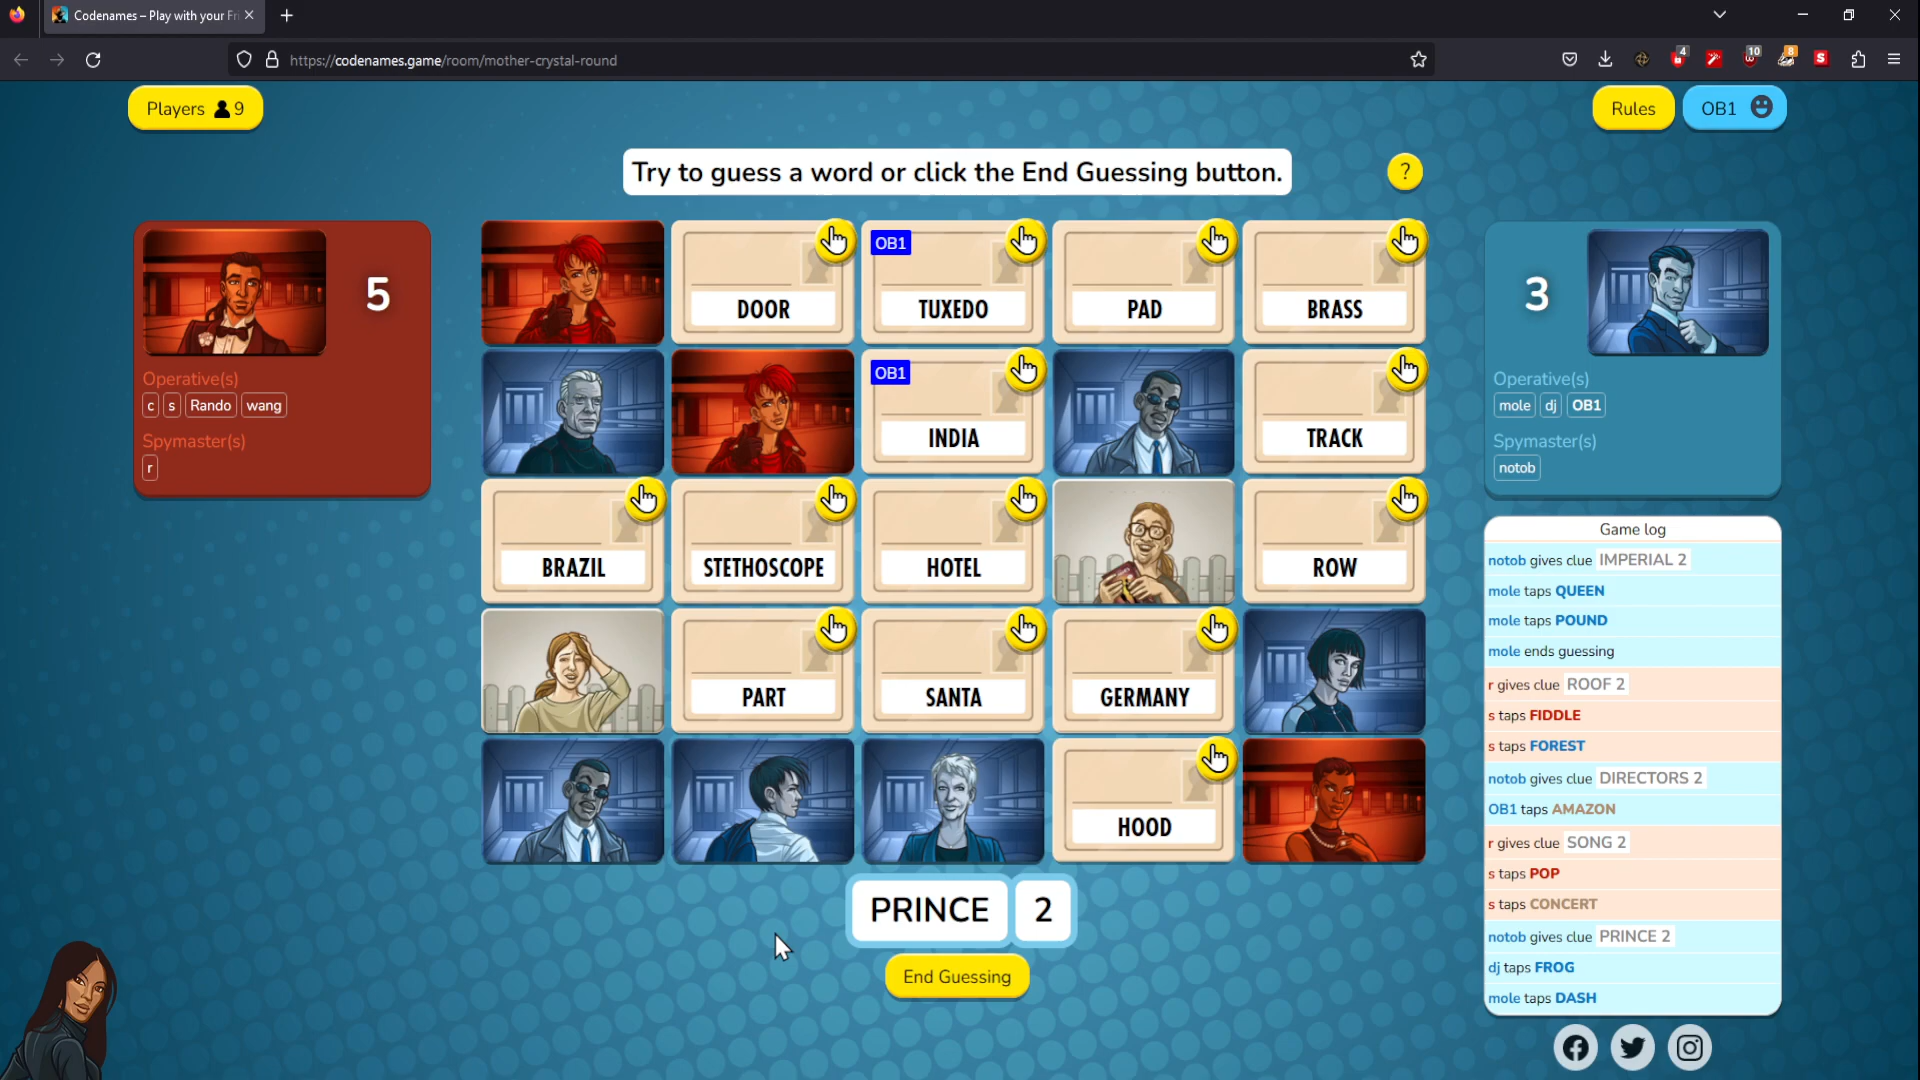 Codenames – Play with your Fri
https://codenames.game/room/mother-crystal-round
4
10
8
S
Players 9
Rules
OB1
Try to guess a word or click the End Guessing button.
?
5
Operative(s)
c s Rando wang
Spymaster(s)
r
DOOR
OB1
TUXEDO
PAD
BRASS
OB1
INDIA
TRACK
BRAZIL
STETHOSCOPE
HOTEL
ROW
PART
SANTA
GERMANY
HOOD
PRINCE 2
End Guessing
3
Operative(s)
mole dj OB1
Spymaster(s)
notob
Game log
notob gives clue IMPERIAL 2
mole taps QUEEN
mole taps POUND
mole ends guessing
r gives clue ROOF 2
s taps FIDDLE
s taps FOREST
notob gives clue DIRECTORS 2
OB1 taps AMAZON
r gives clue SONG 2
s taps POP
s taps CONCERT
notob gives clue PRINCE 2
dj taps FROG
mole taps DASH